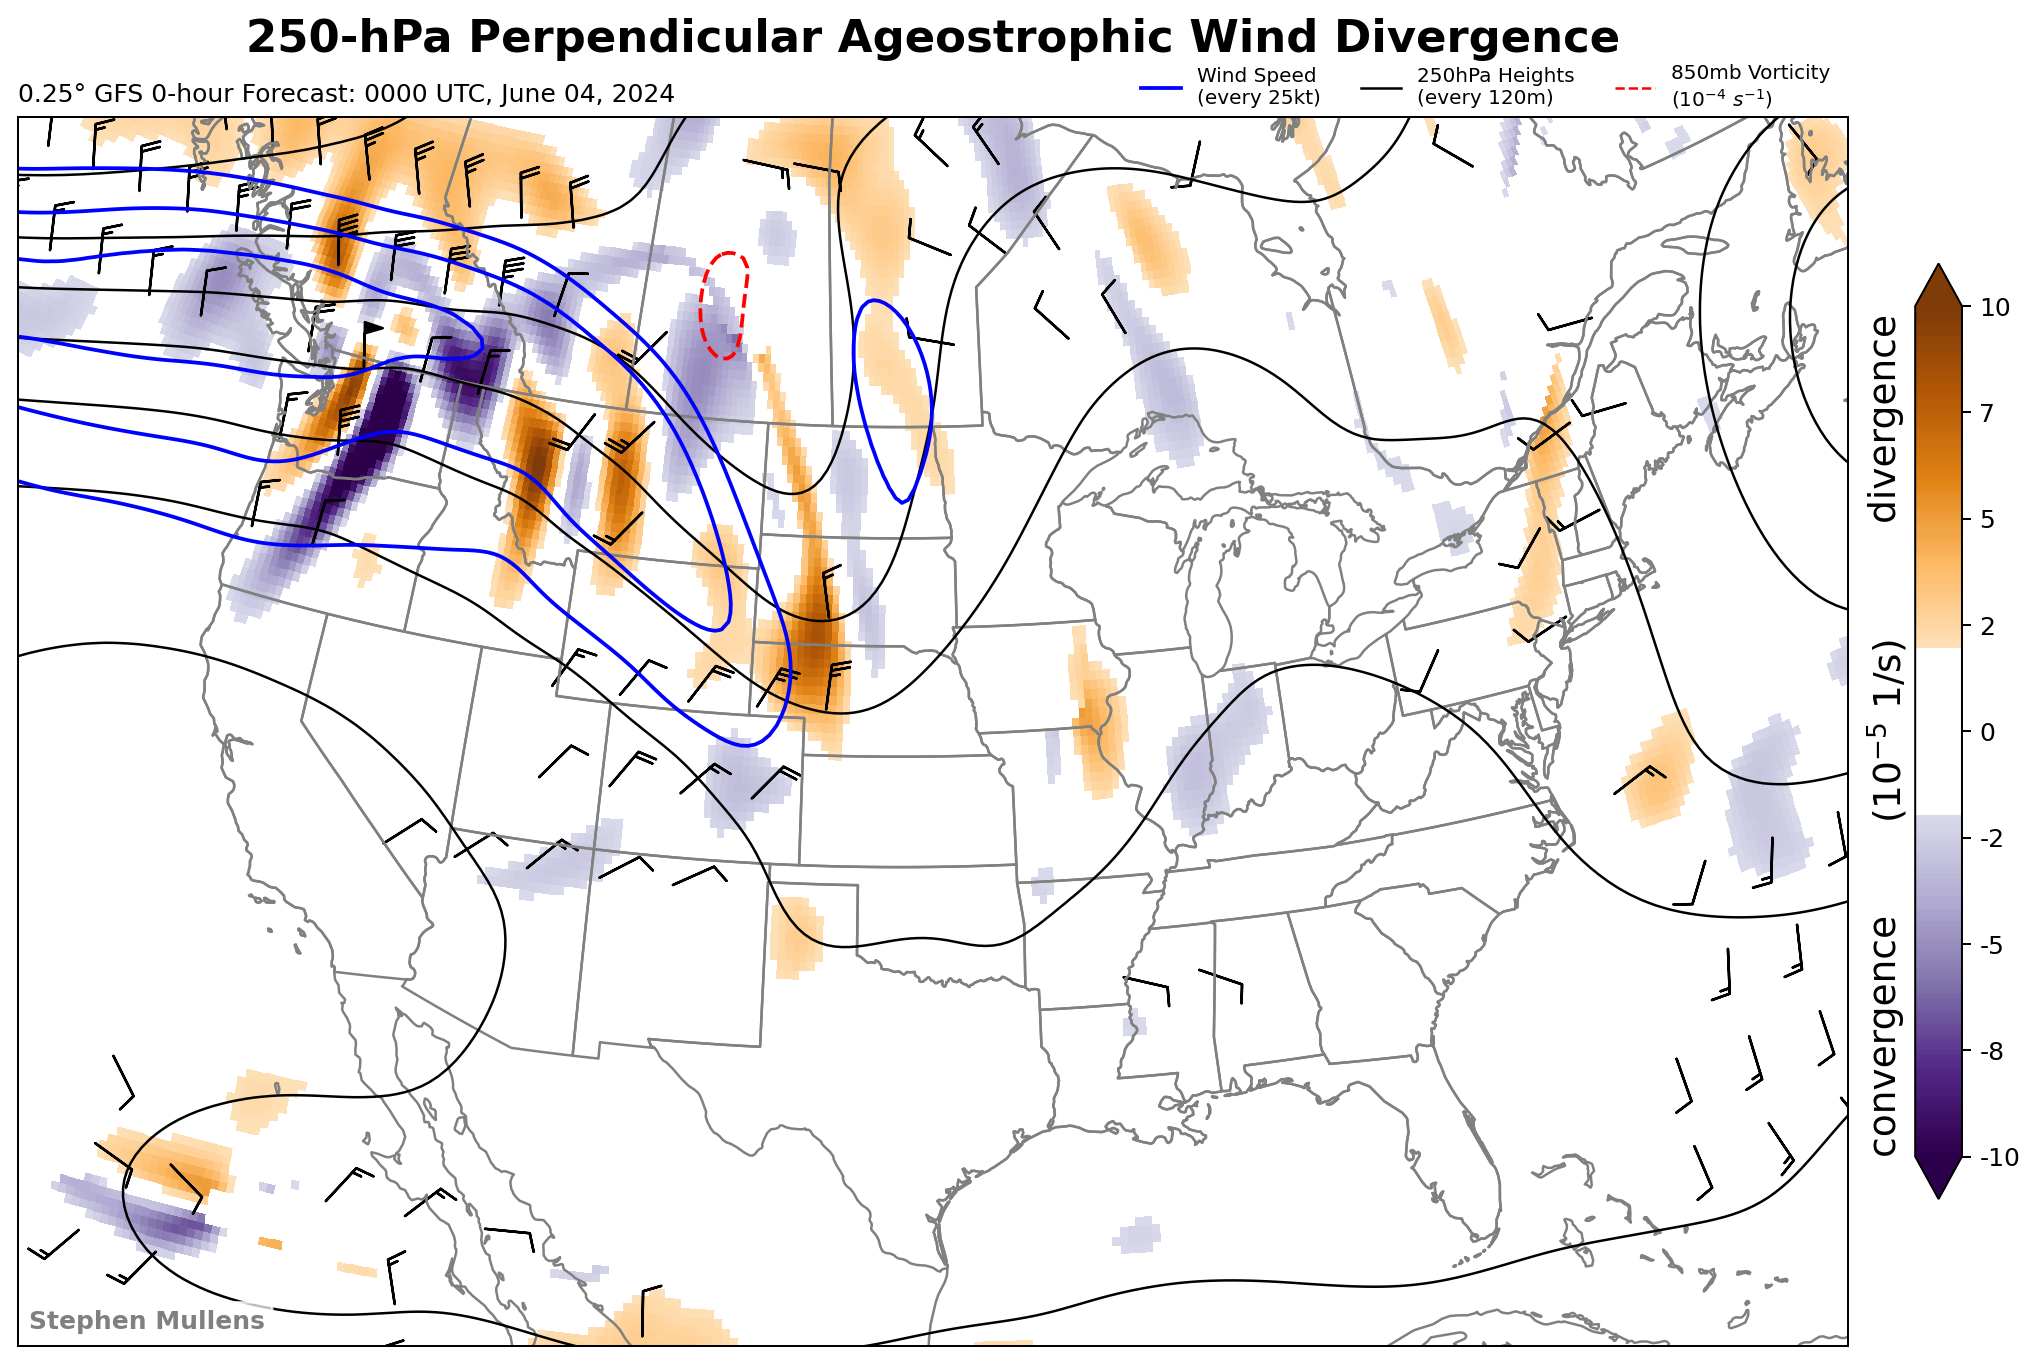 250-hPa Perpendicular Ageostrophic Wind Divergence
0.25° GFS 0-hour Forecast: 0000 UTC, June 04, 2024
Wind Speed
(every 25kt)
250hPa Heights
(every 120m)
850mb Vorticity
(10⁻⁴ s⁻¹)
10
7
5
2
0
-2
-5
-8
-10
convergence (10⁻⁵ 1/s) divergence
Stephen Mullens